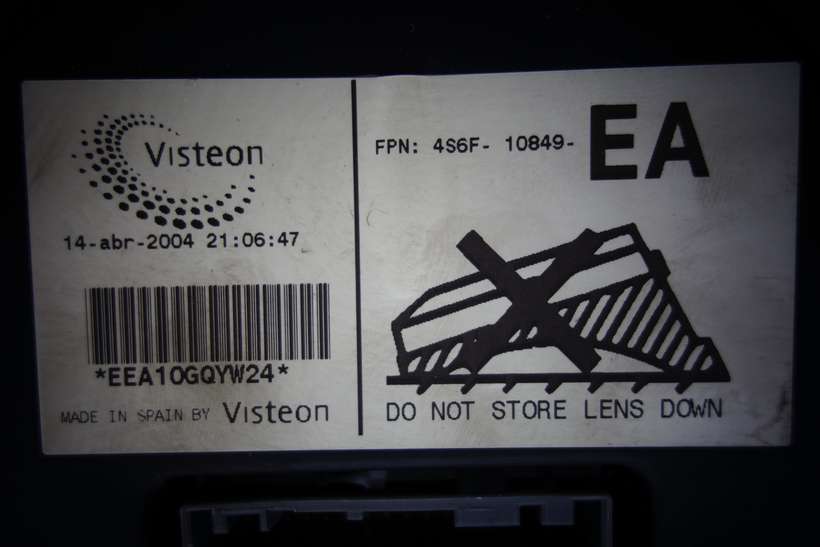 Visteon
14-abr-2004 21:06:47
*EEA10GQYW24*
MADE IN SPAIN BY Visteon
FPN: 4S6F- 10849- EA
DO NOT STORE LENS DOWN